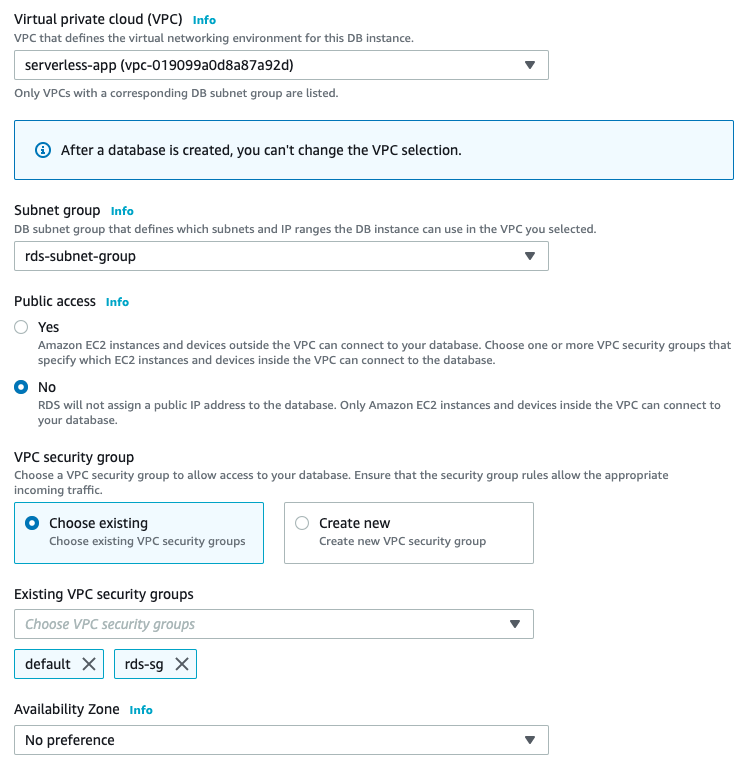 Virtual private cloud (VPC) Info
VPC that defines the virtual networking environment for this DB instance.
serverless-app (vpc-019099a0d8a87a92d)
Only VPCs with a corresponding DB subnet group are listed.
After a database is created, you can't change the VPC selection.
Subnet group Info
DB subnet group that defines which subnets and IP ranges the DB instance can use in the VPC you selected.
rds-subnet-group
Public access Info
Yes
Amazon EC2 instances and devices outside the VPC can connect to your database. Choose one or more VPC security groups that
specify which EC2 instances and devices inside the VPC can connect to the database.
No
RDS will not assign a public IP address to the database. Only Amazon EC2 instances and devices inside the VPC can connect to
your database.
VPC security group
Choose a VPC security group to allow access to your database. Ensure that the security group rules allow the appropriate
incoming traffic.
Choose existing
Choose existing VPC security groups
Create new
Create new VPC security group
Existing VPC security groups
Choose VPC security groups
default
rds-sg
Availability Zone Info
No preference